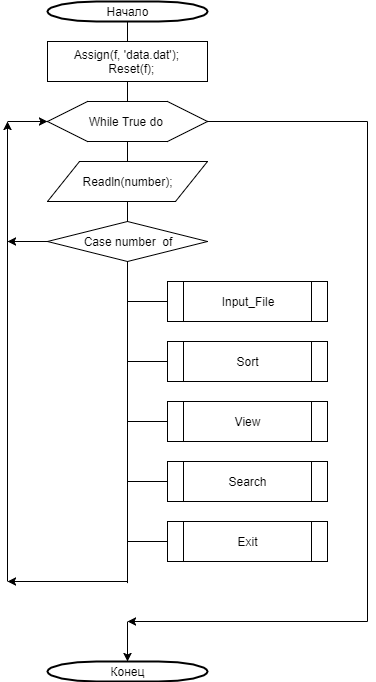 Начало
Assign(f, 'data.dat');
Reset(f);
While True do
Readln(number);
Case number of
Input_File
Sort
View
Search
Exit
Конец